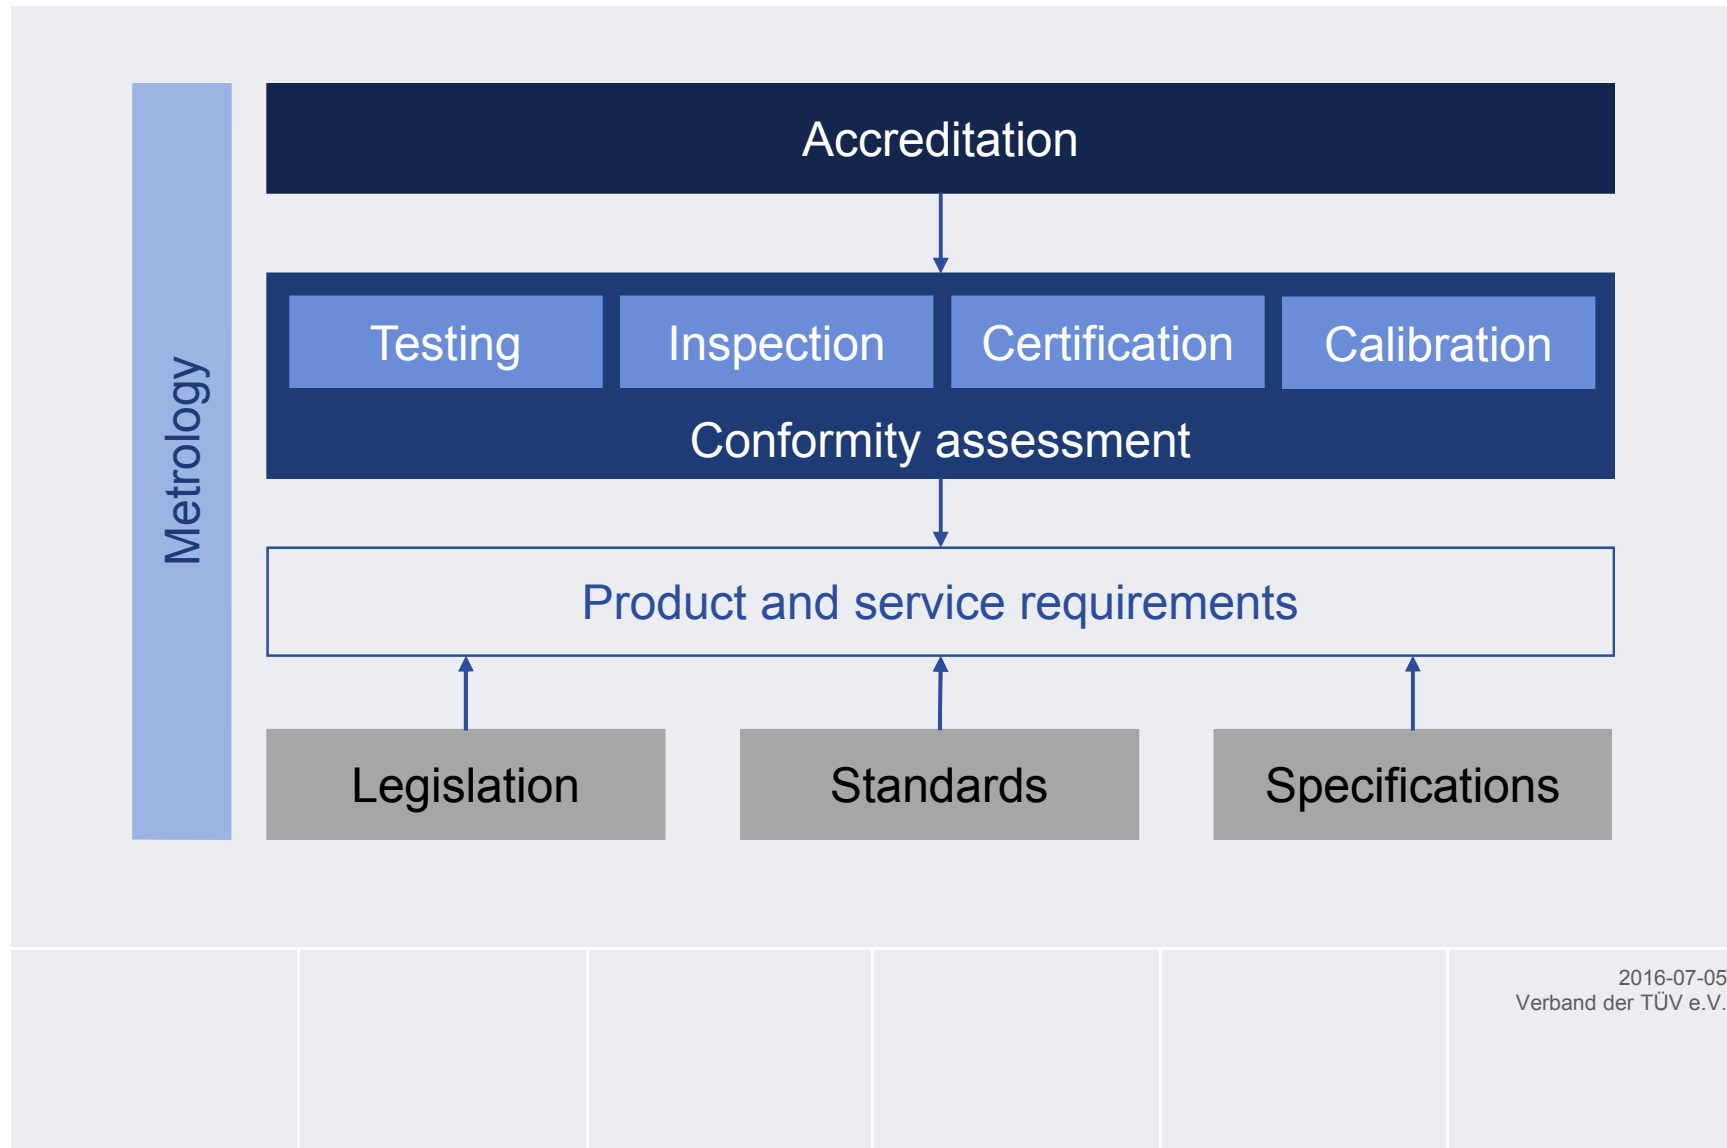 Metrology
Accreditation
Testing
Inspection
Certification
Calibration
Conformity assessment
Product and service requirements
Legislation
Standards
Specifications
2016-07-05
Verband der TÜV e.V.